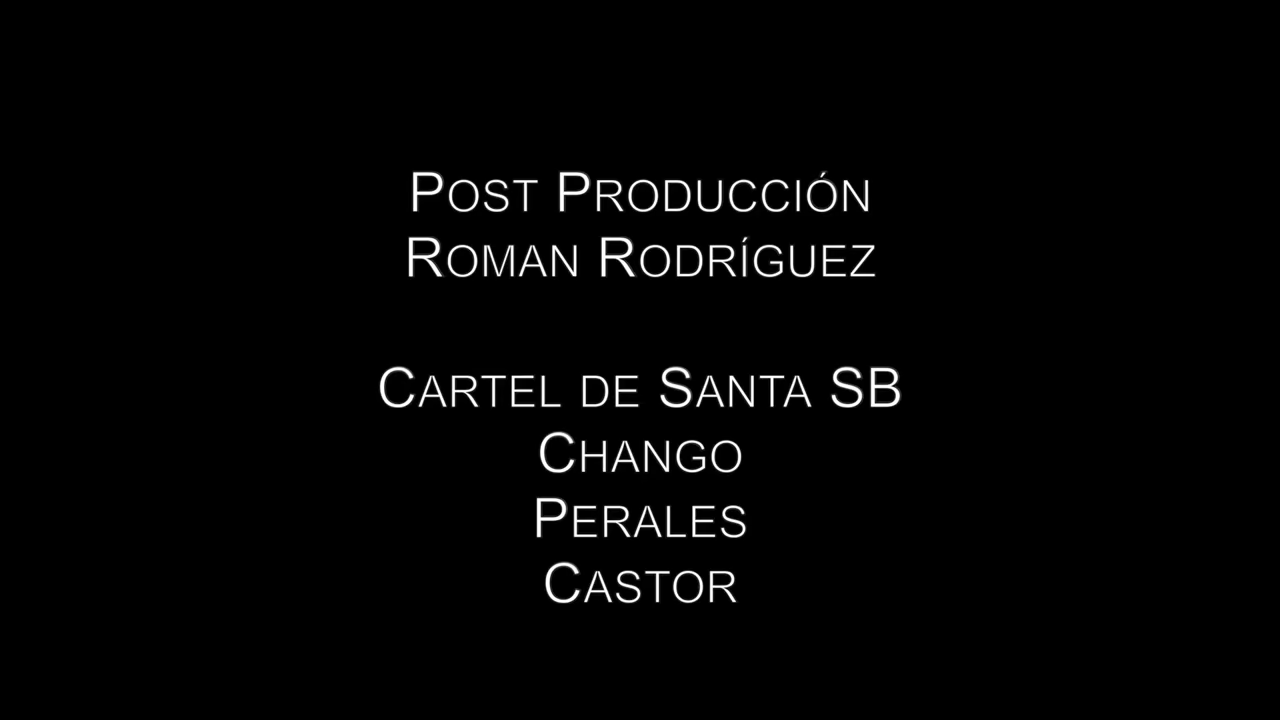 Post Producción
Roman Rodríguez
Cartel de Santa SB
Chango
Perales
Castor